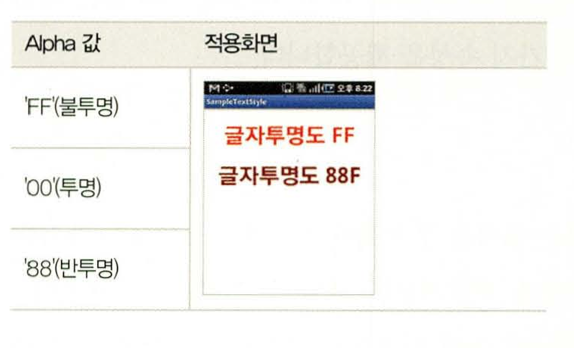 Alpha 값 적용화면
'FF'(불투명)
'00'(투명)
'88'(반투명)
오후 8.22
SampleTextStyle
글자투명도 FF
글자투명도 88F